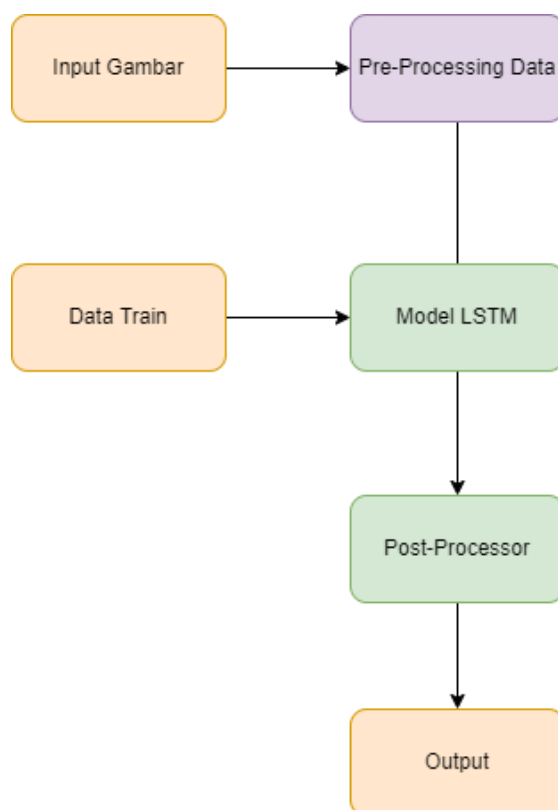 Input Gambar
Pre-Processing Data
Data Train
Model LSTM
Post-Processor
Output